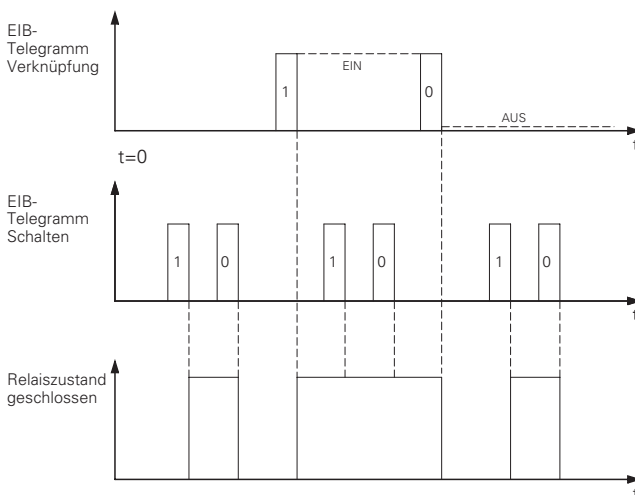 EIB-
Telegramm
Verknüpfung
EIN
1
0
AUS
t
t=0
EIB-
Telegramm
Schalten
1
0
1
0
1
0
t
Relaiszustand
geschlossen
t